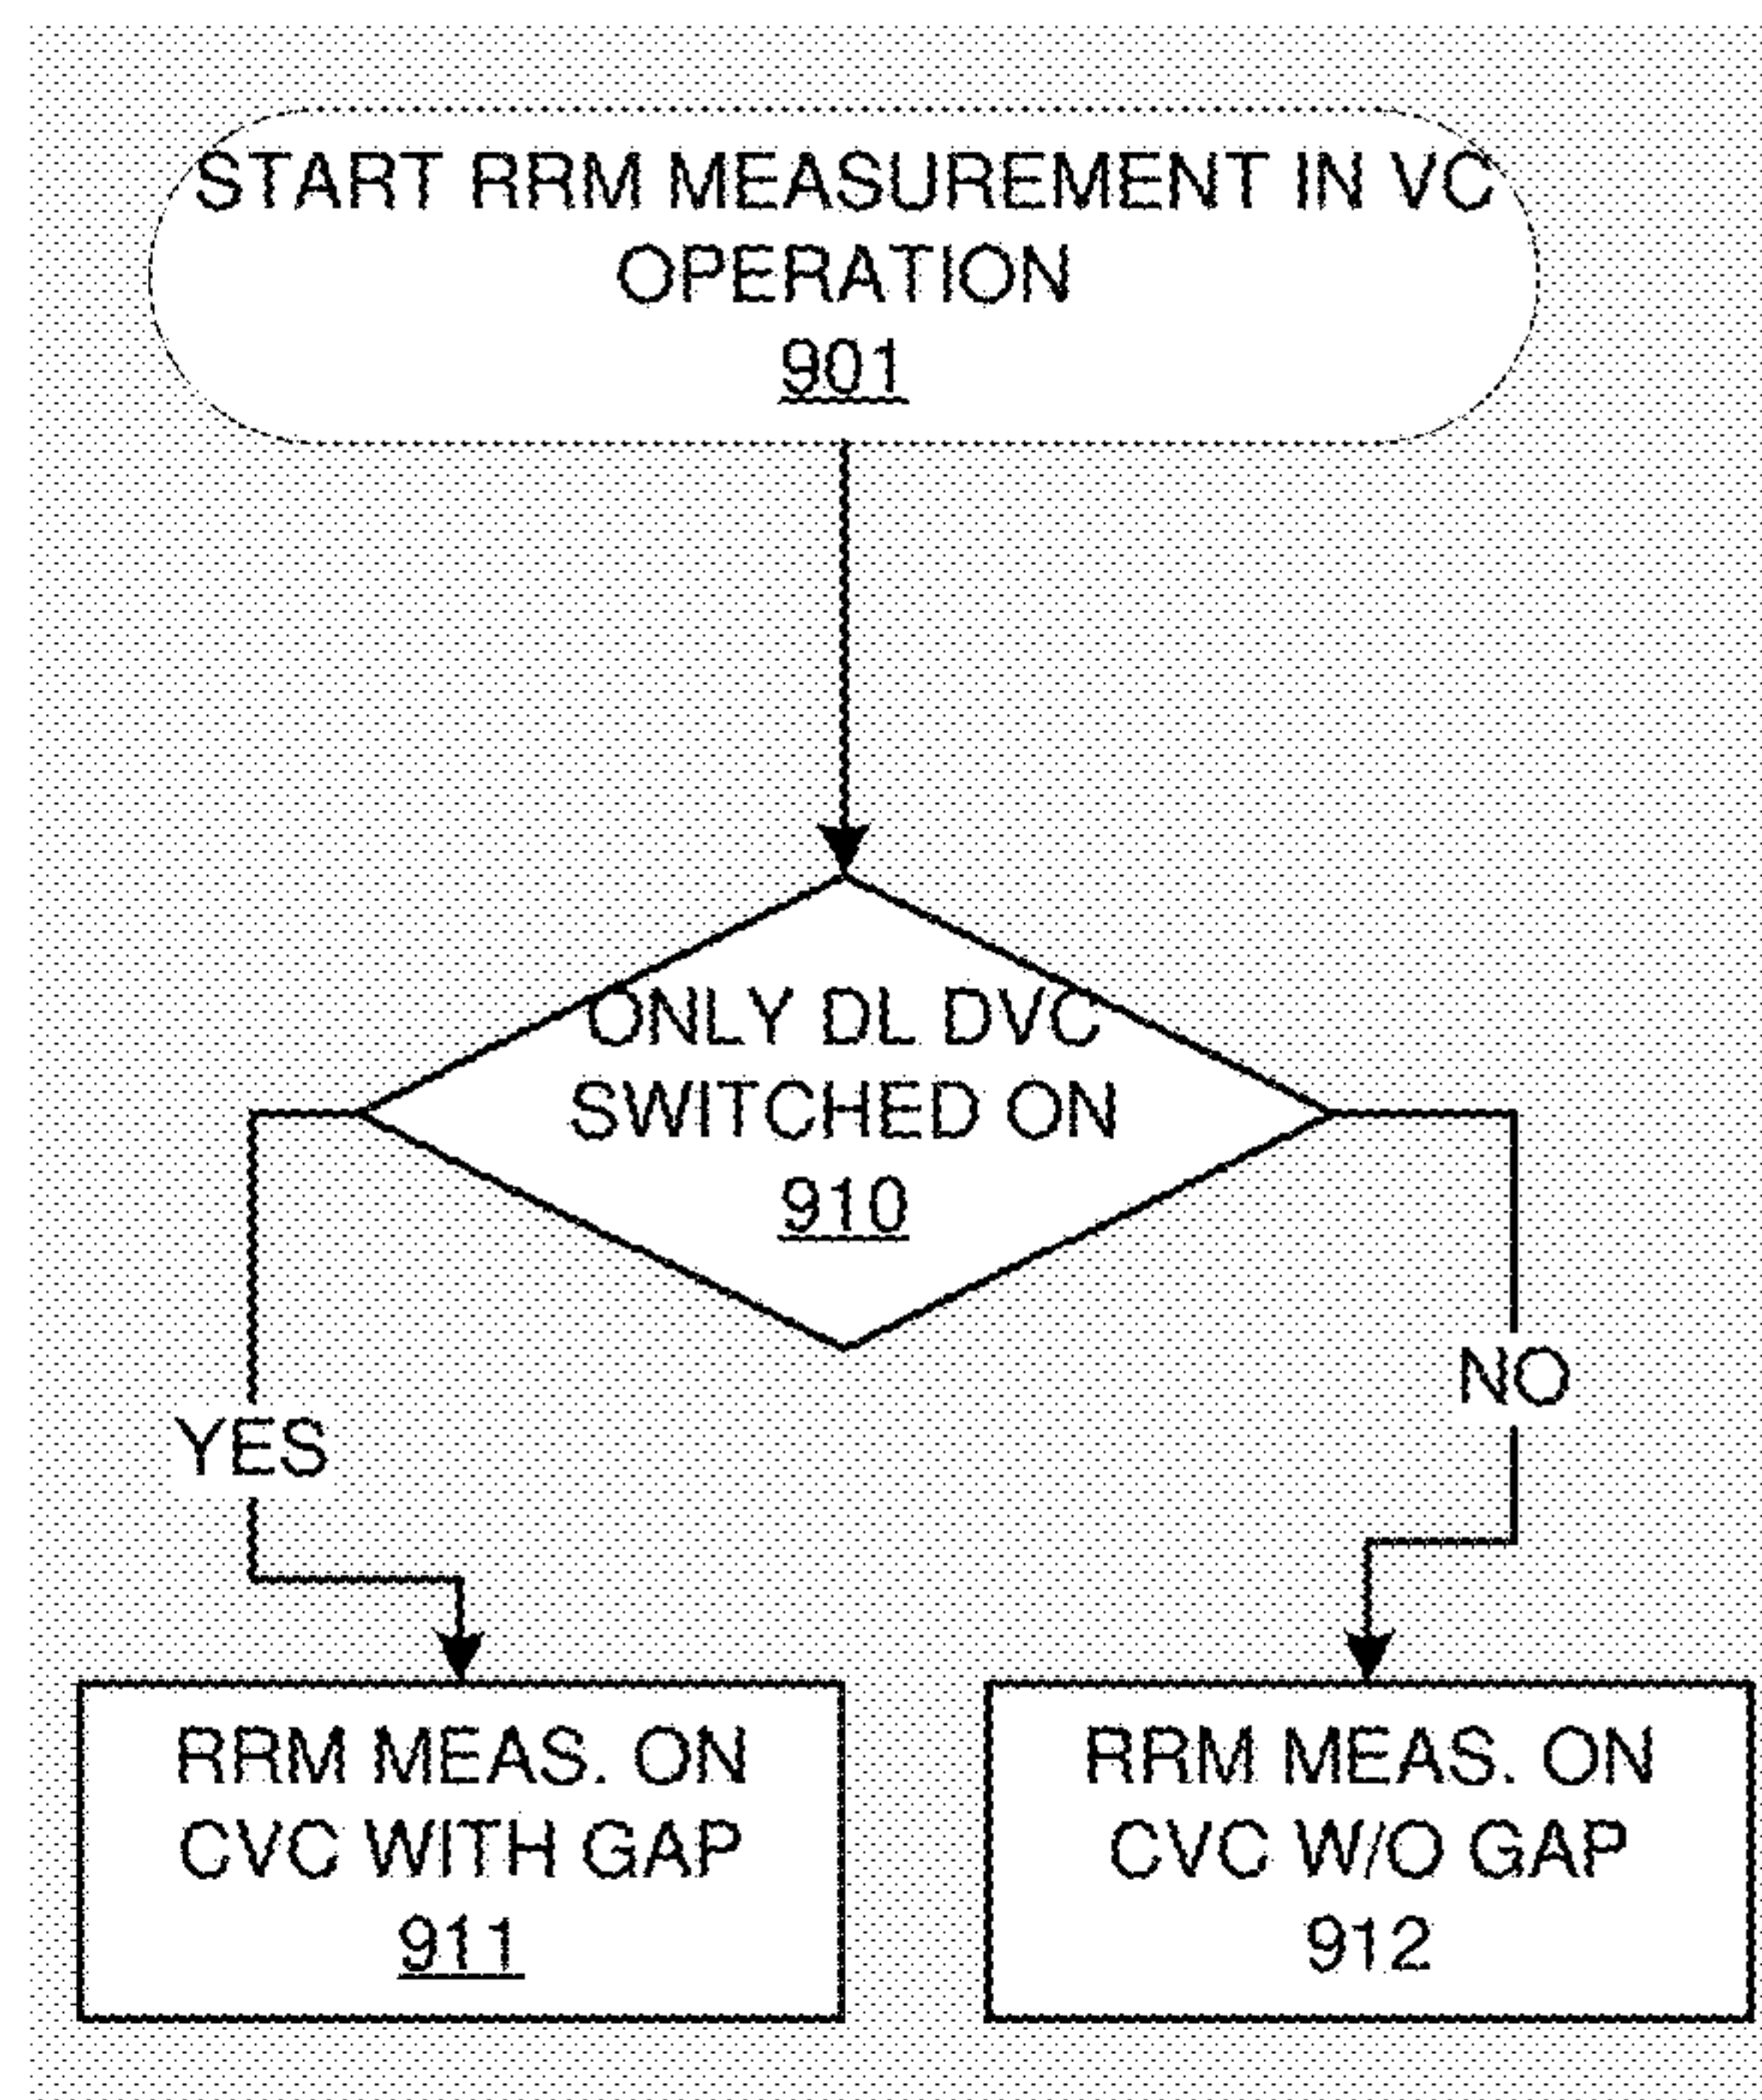 START RRM MEASUREMENT IN VC
OPERATION
901
ONLY DL DVC
SWITCHED ON
910
NO
YES
RRM MEAS. ON
CVC WITH GAP
911
RRM MEAS. ON
CVC W/O GAP
912